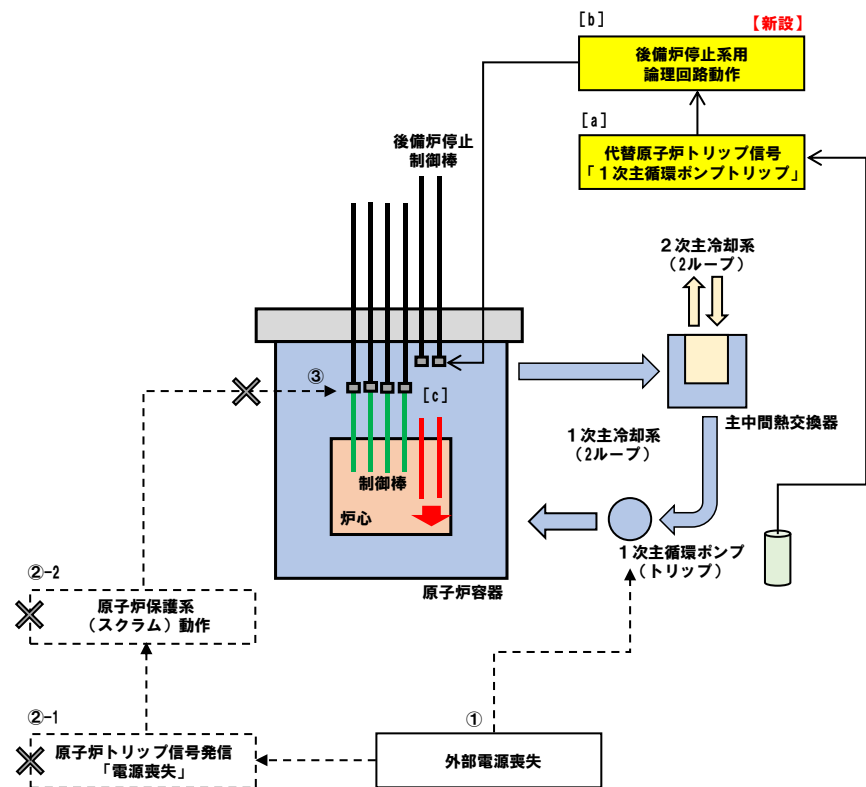 [b]
【新設】
後備炉停止系用
論理回路動作
[a]
代替原子炉トリップ信号
「１次主循環ポンプトリップ」
後備炉停止
制御棒
２次主冷却系
（2ループ）
③
[c]
主中間熱交換器
１次主冷却系
（2ループ）
制御棒
炉心
１次主循環ポンプ
（トリップ）
原子炉容器
②-2
原子炉保護系
（スクラム）動作
②-1
原子炉トリップ信号発信
「電源喪失」
①
外部電源喪失